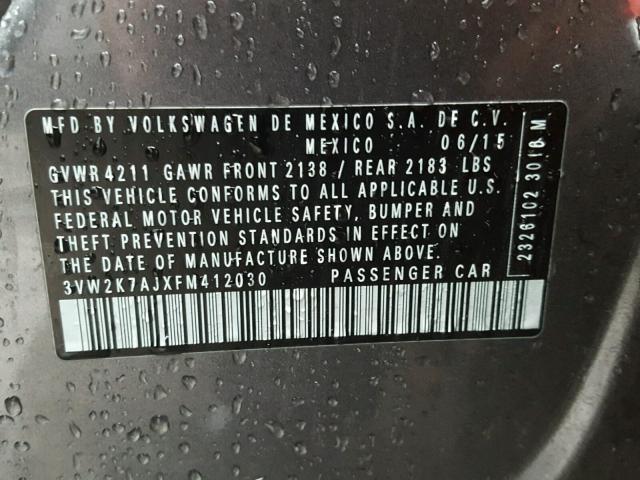 MFD BY VOLKSWAGEN DE MEXICO S.A. DE C.V.
MEXICO 06/15
GVWR 4211 GAWR FRONT 2138 / REAR 2183 LBS
THIS VEHICLE CONFORMS TO ALL APPLICABLE U.S.
FEDERAL MOTOR VEHICLE SAFETY, BUMPER AND
THEFT PREVENTION STANDARDS IN EFFECT ON
THE DATE OF MANUFACTURE SHOWN ABOVE.
3VW2K7AJXFM412030 PASSENGER CAR
2326102 3018 M